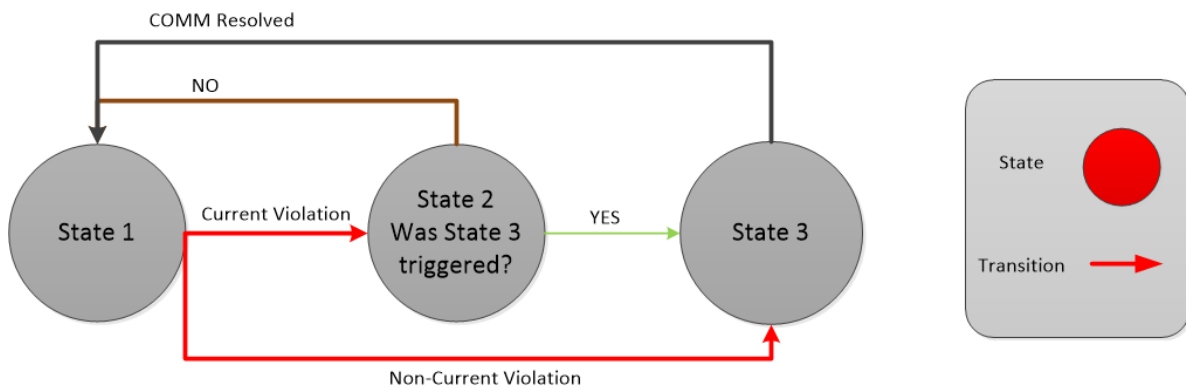 COMM Resolved
NO
State 1
Current Violation
State 2
Was State 3
triggered?
YES
State 3
Non-Current Violation
State
Transition